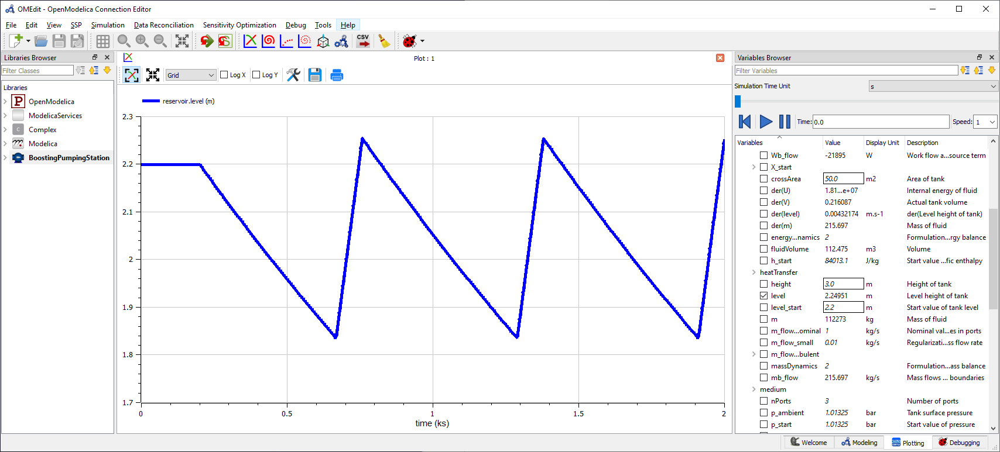 OMEdit - OpenModelica Connection Editor
File Edit View SSP Simulation Data Reconciliation Sensitivity Optimization Debug Tools Help
CSV
Libraries Browser
Filter Classes
Libraries
P OpenModelica
ModelicaServices
C Complex
m Modelica
BoostingPumpingStation
Plot : 1
Grid Log X Log Y
reservoir.level (m)
2.3
2.2
2.1
2
1.9
1.8
1.7
0 0.5 1 1.5 2
time (ks)
Variables Browser
Filter Variables
Simulation Time Unit s
Time: 0.0 Speed: 1
Variables Value Display Unit Description
Wb_flow -21895 W Work flow a...source term
X_start
crossArea 50.0 m2 Area of tank
der(U) 1.81...e+07 Internal energy of fluid
der(V) 0.216087 Actual tank volume
der(level) 0.00432174 m.s-1 der(Level height of tank)
der(m) 215.697 Mass of fluid
energy...namics 2 Formulation...rgy balance
fluidVolume 112.475 m3 Volume
h_start 84013.1 J/kg Start value ...fic enthalpy
heatTransfer
height 3.0 m Height of tank
level 2.24951 m Level height of tank
level_start 2.2 m Start value of tank level
m 112273 kg Mass of fluid
m_flow...ominal 1 kg/s Nominal val...es in ports
m_flow_small 0.01 kg/s Regularizati...ss flow rate
m_flow...bulent
massDynamics 2 Formulation...ass balance
mb_flow 215.697 kg/s Mass flows ... boundaries
medium
nPorts 3 Number of ports
p_ambient 1.01325 bar Tank surface pressure
p_start 1.01325 bar Start value of pressure
Welcome Modeling Plotting Debugging